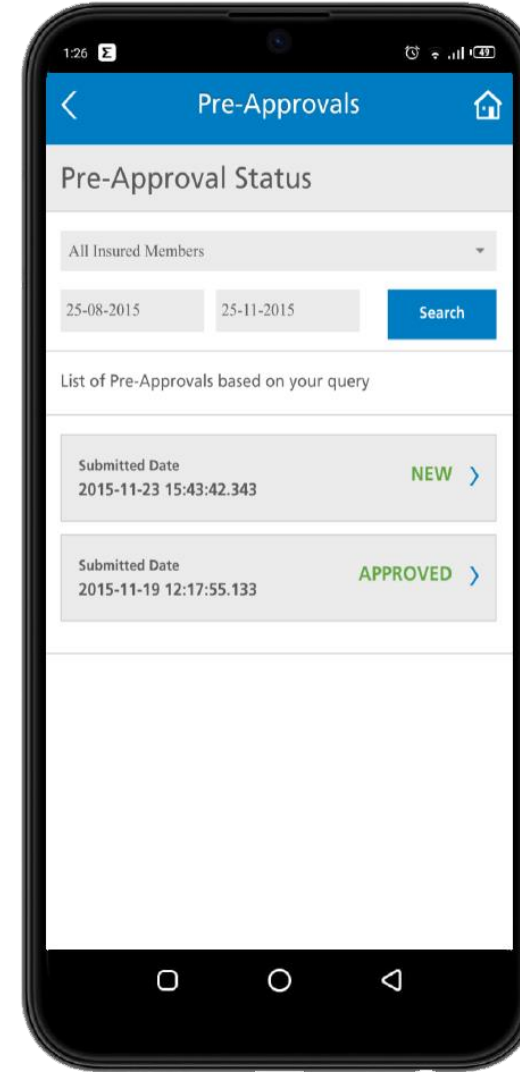 1:26 Σ 49
Pre-Approvals
Pre-Approval Status
All Insured Members
25-08-2015 25-11-2015 Search
List of Pre-Approvals based on your query
Submitted Date
NEW
2015-11-23 15:43:42.343
Submitted Date
APPROVED
2015-11-19 12:17:55.133